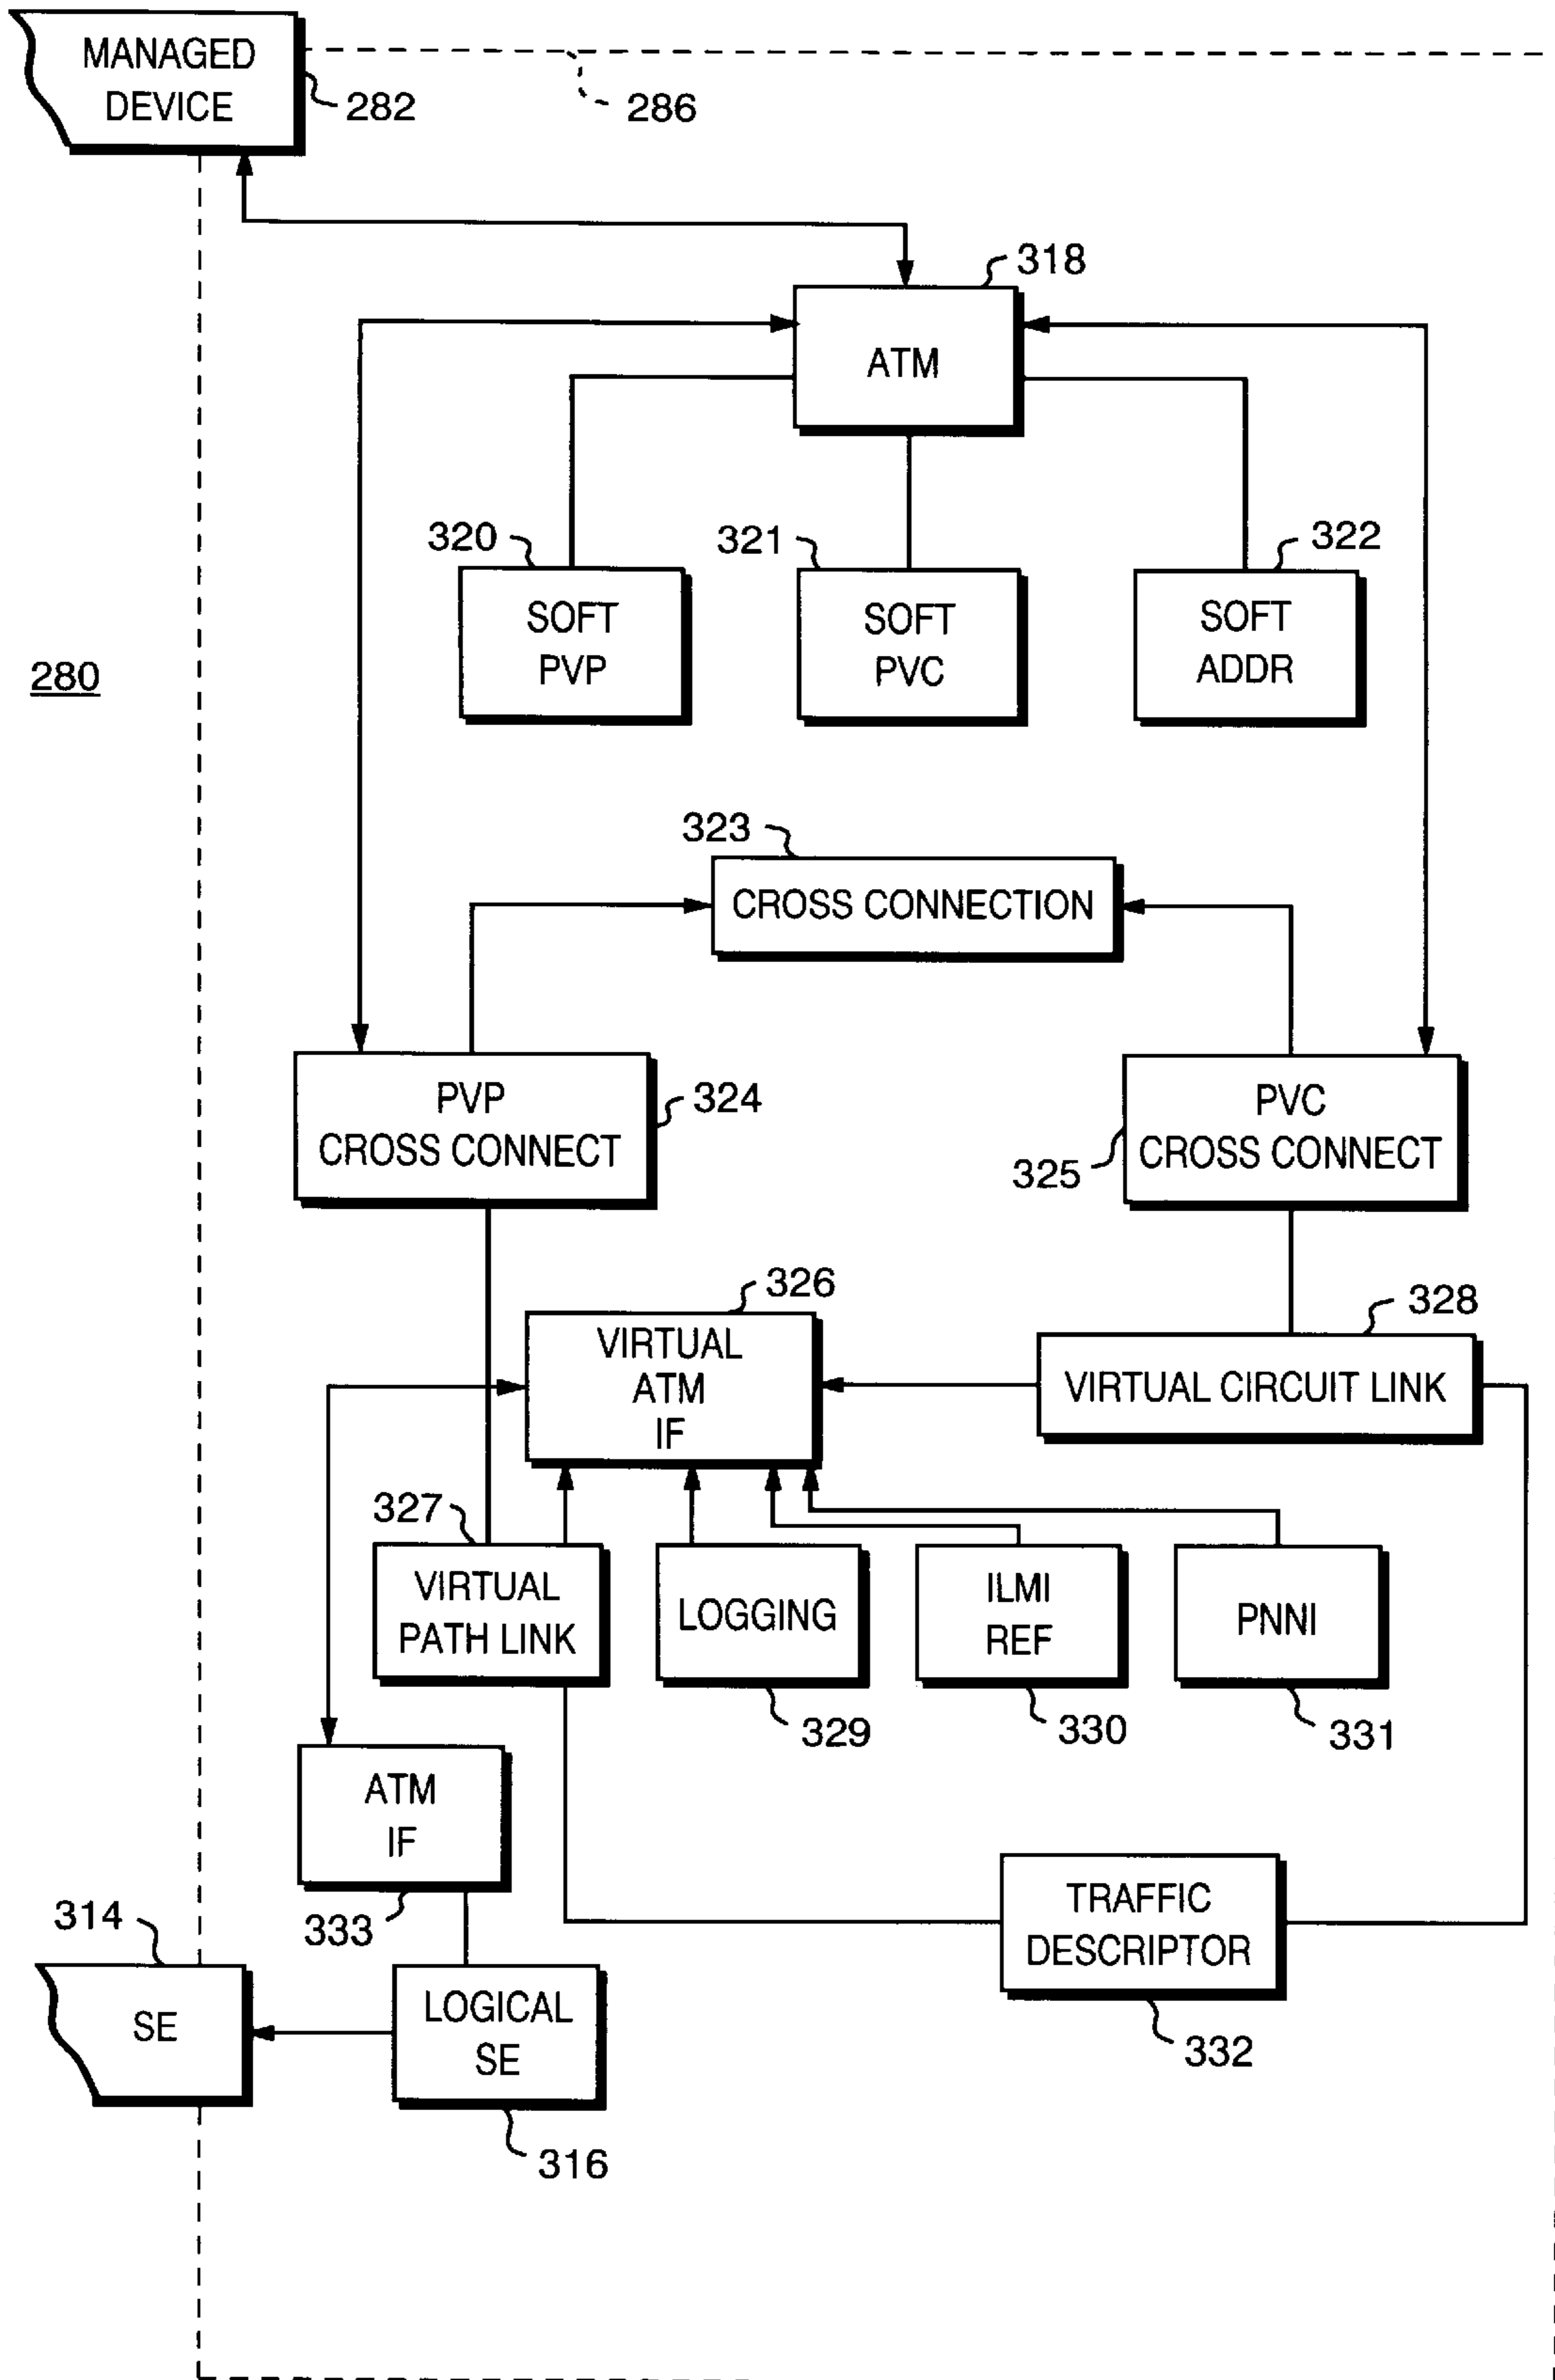 MANAGED
DEVICE
282
286
318
ATM
320
321
322
SOFT
PVP
SOFT
PVC
SOFT
ADDR
280
323
CROSS CONNECTION
PVP
CROSS CONNECT
324
PVC
CROSS CONNECT
325
326
VIRTUAL
ATM
IF
328
VIRTUAL CIRCUIT LINK
327
VIRTUAL
PATH LINK
LOGGING
ILMI
REF
PNNI
329
330
331
ATM
IF
333
TRAFFIC
DESCRIPTOR
332
314
SE
LOGICAL
SE
316